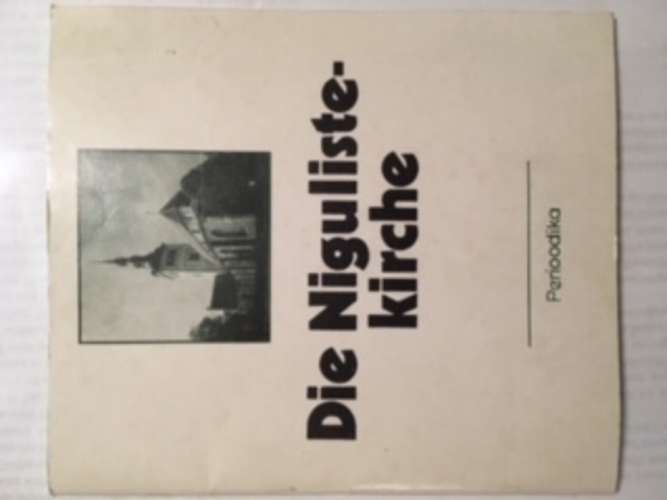 Die Niguliste-
kirche
Perioodika